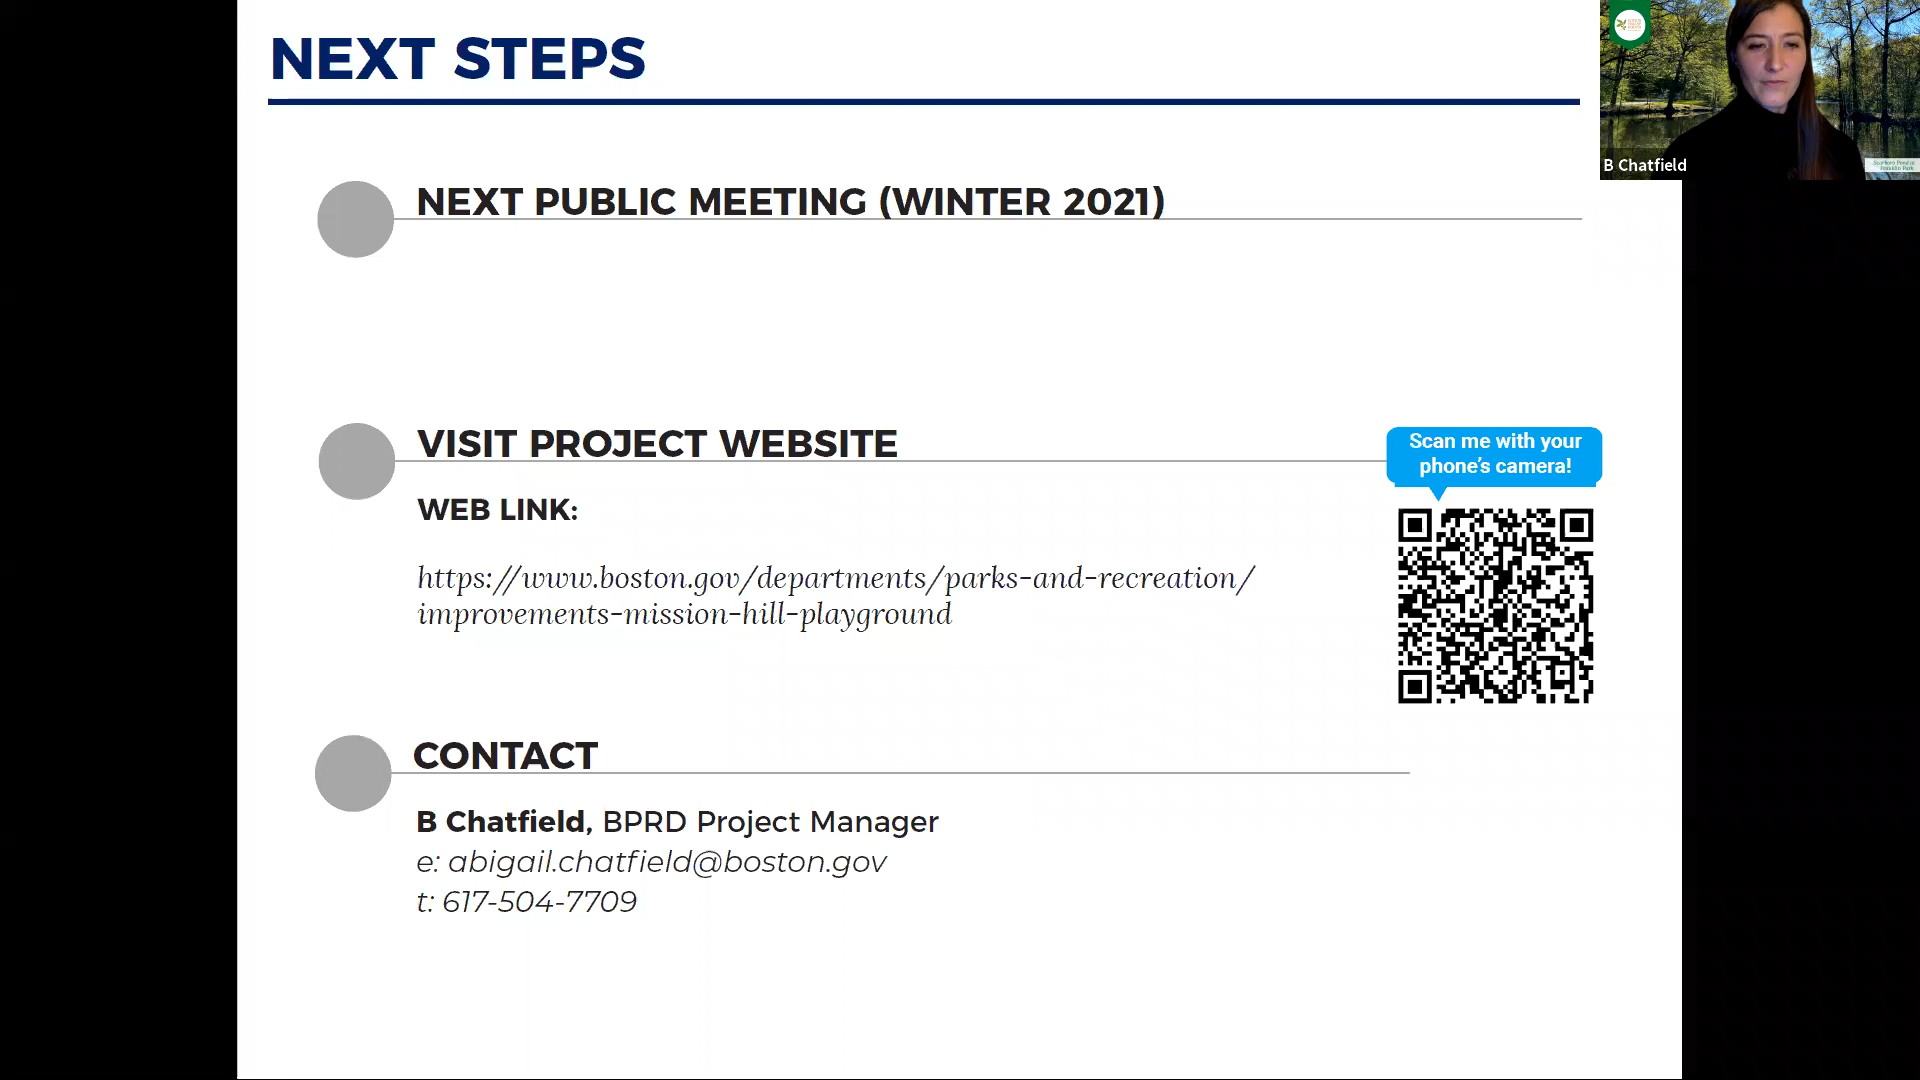 NEXT STEPS
NEXT PUBLIC MEETING (WINTER 2021)
VISIT PROJECT WEBSITE
WEB LINK:
https://www.boston.gov/departments/parks-and-recreation/
improvements-mission-hill-playground
Scan me with your
phone's camera!
CONTACT
B Chatfield, BPRD Project Manager
e: abigail.chatfield@boston.gov
t: 617-504-7709
B Chatfield